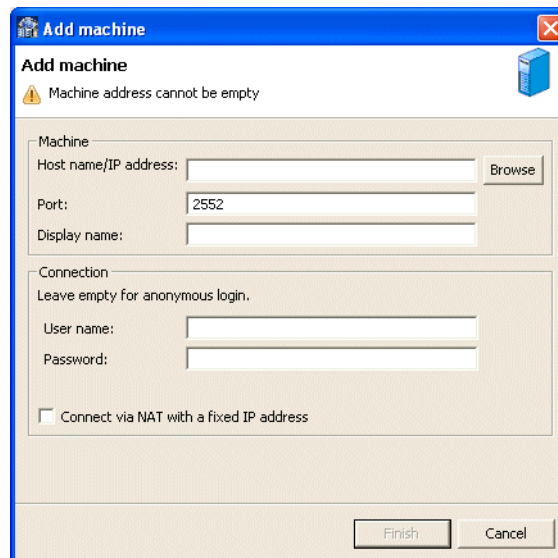 Add machine
Add machine
Machine address cannot be empty
Machine
Host name/IP address:
Browse
Port:
2552
Display name:
Connection
Leave empty for anonymous login.
User name:
Password:
Connect via NAT with a fixed IP address
Finish
Cancel